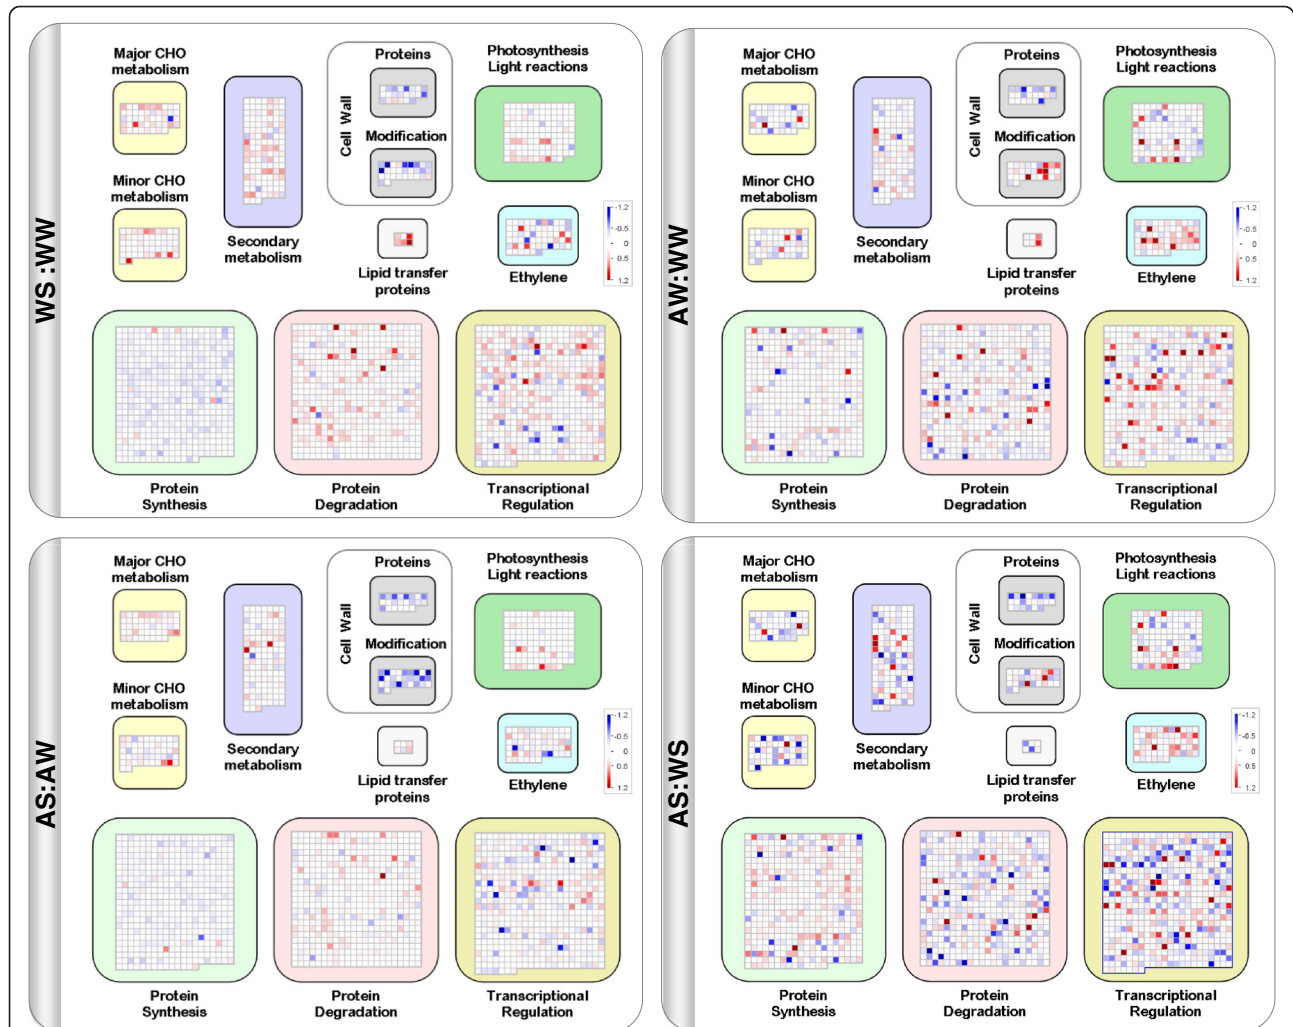 WS :WW
Major CHO
metabolism
Minor CHO
metabolism
Secondary
metabolism
Cell Wall
Proteins
Modification
Lipid transfer
proteins
Photosynthesis
Light reactions
Ethylene
-1.2
-0.5
0
0.5
1.2
Protein
Synthesis
Protein
Degradation
Transcriptional
Regulation
AW:WW
Major CHO
metabolism
Minor CHO
metabolism
Secondary
metabolism
Cell Wall
Proteins
Modification
Lipid transfer
proteins
Photosynthesis
Light reactions
Ethylene
-1.2
-0.5
0
0.5
1.2
Protein
Synthesis
Protein
Degradation
Transcriptional
Regulation
AS:AW
Major CHO
metabolism
Minor CHO
metabolism
Secondary
metabolism
Cell Wall
Proteins
Modification
Lipid transfer
proteins
Photosynthesis
Light reactions
Ethylene
-1.2
-0.5
0
0.5
1.2
Protein
Synthesis
Protein
Degradation
Transcriptional
Regulation
AS:WS
Major CHO
metabolism
Minor CHO
metabolism
Secondary
metabolism
Cell Wall
Proteins
Modification
Lipid transfer
proteins
Photosynthesis
Light reactions
Ethylene
-1.2
-0.5
0
0.5
1.2
Protein
Synthesis
Protein
Degradation
Transcriptional
Regulation